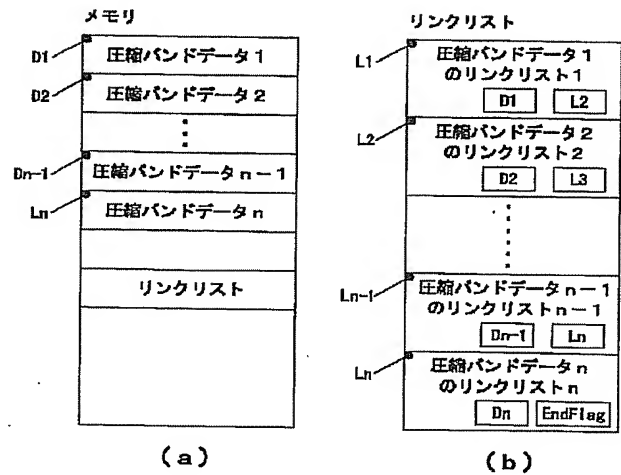 メモリ
D1
圧縮バンドデータ1
D2
圧縮バンドデータ2
Dn-1
圧縮バンドデータn-1
Ln
圧縮バンドデータn
リンクリスト
(a)
リンクリスト
L1
圧縮バンドデータ1
のリンクリスト1
D1 L2
L2
圧縮バンドデータ2
のリンクリスト2
D2 L3
Ln-1
圧縮バンドデータn-1
のリンクリストn-1
Dn-1 Ln
Ln
圧縮バンドデータn
のリンクリストn
Dn EndFlag
(b)